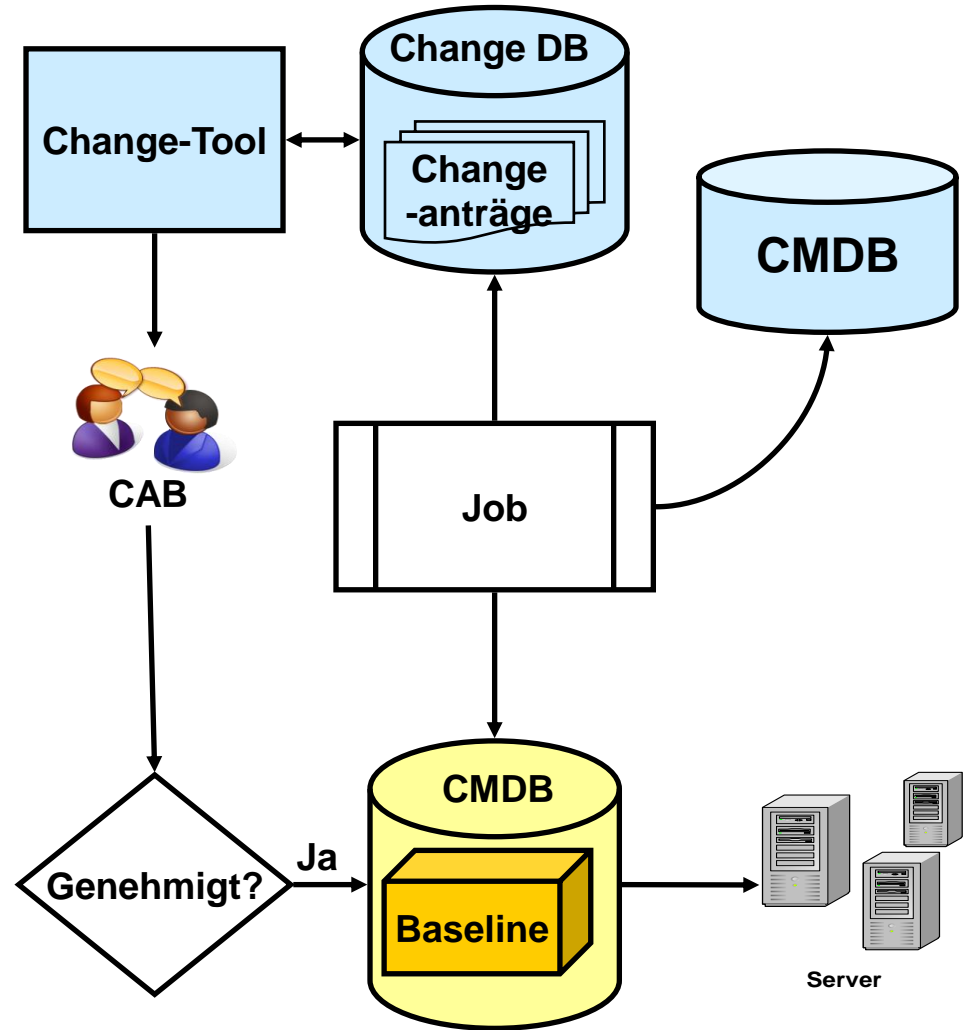 Change DB
Change-Tool
Change
-anträge
CMDB
CAB
Job
CMDB
Ja
Genehmigt?
Baseline
Server